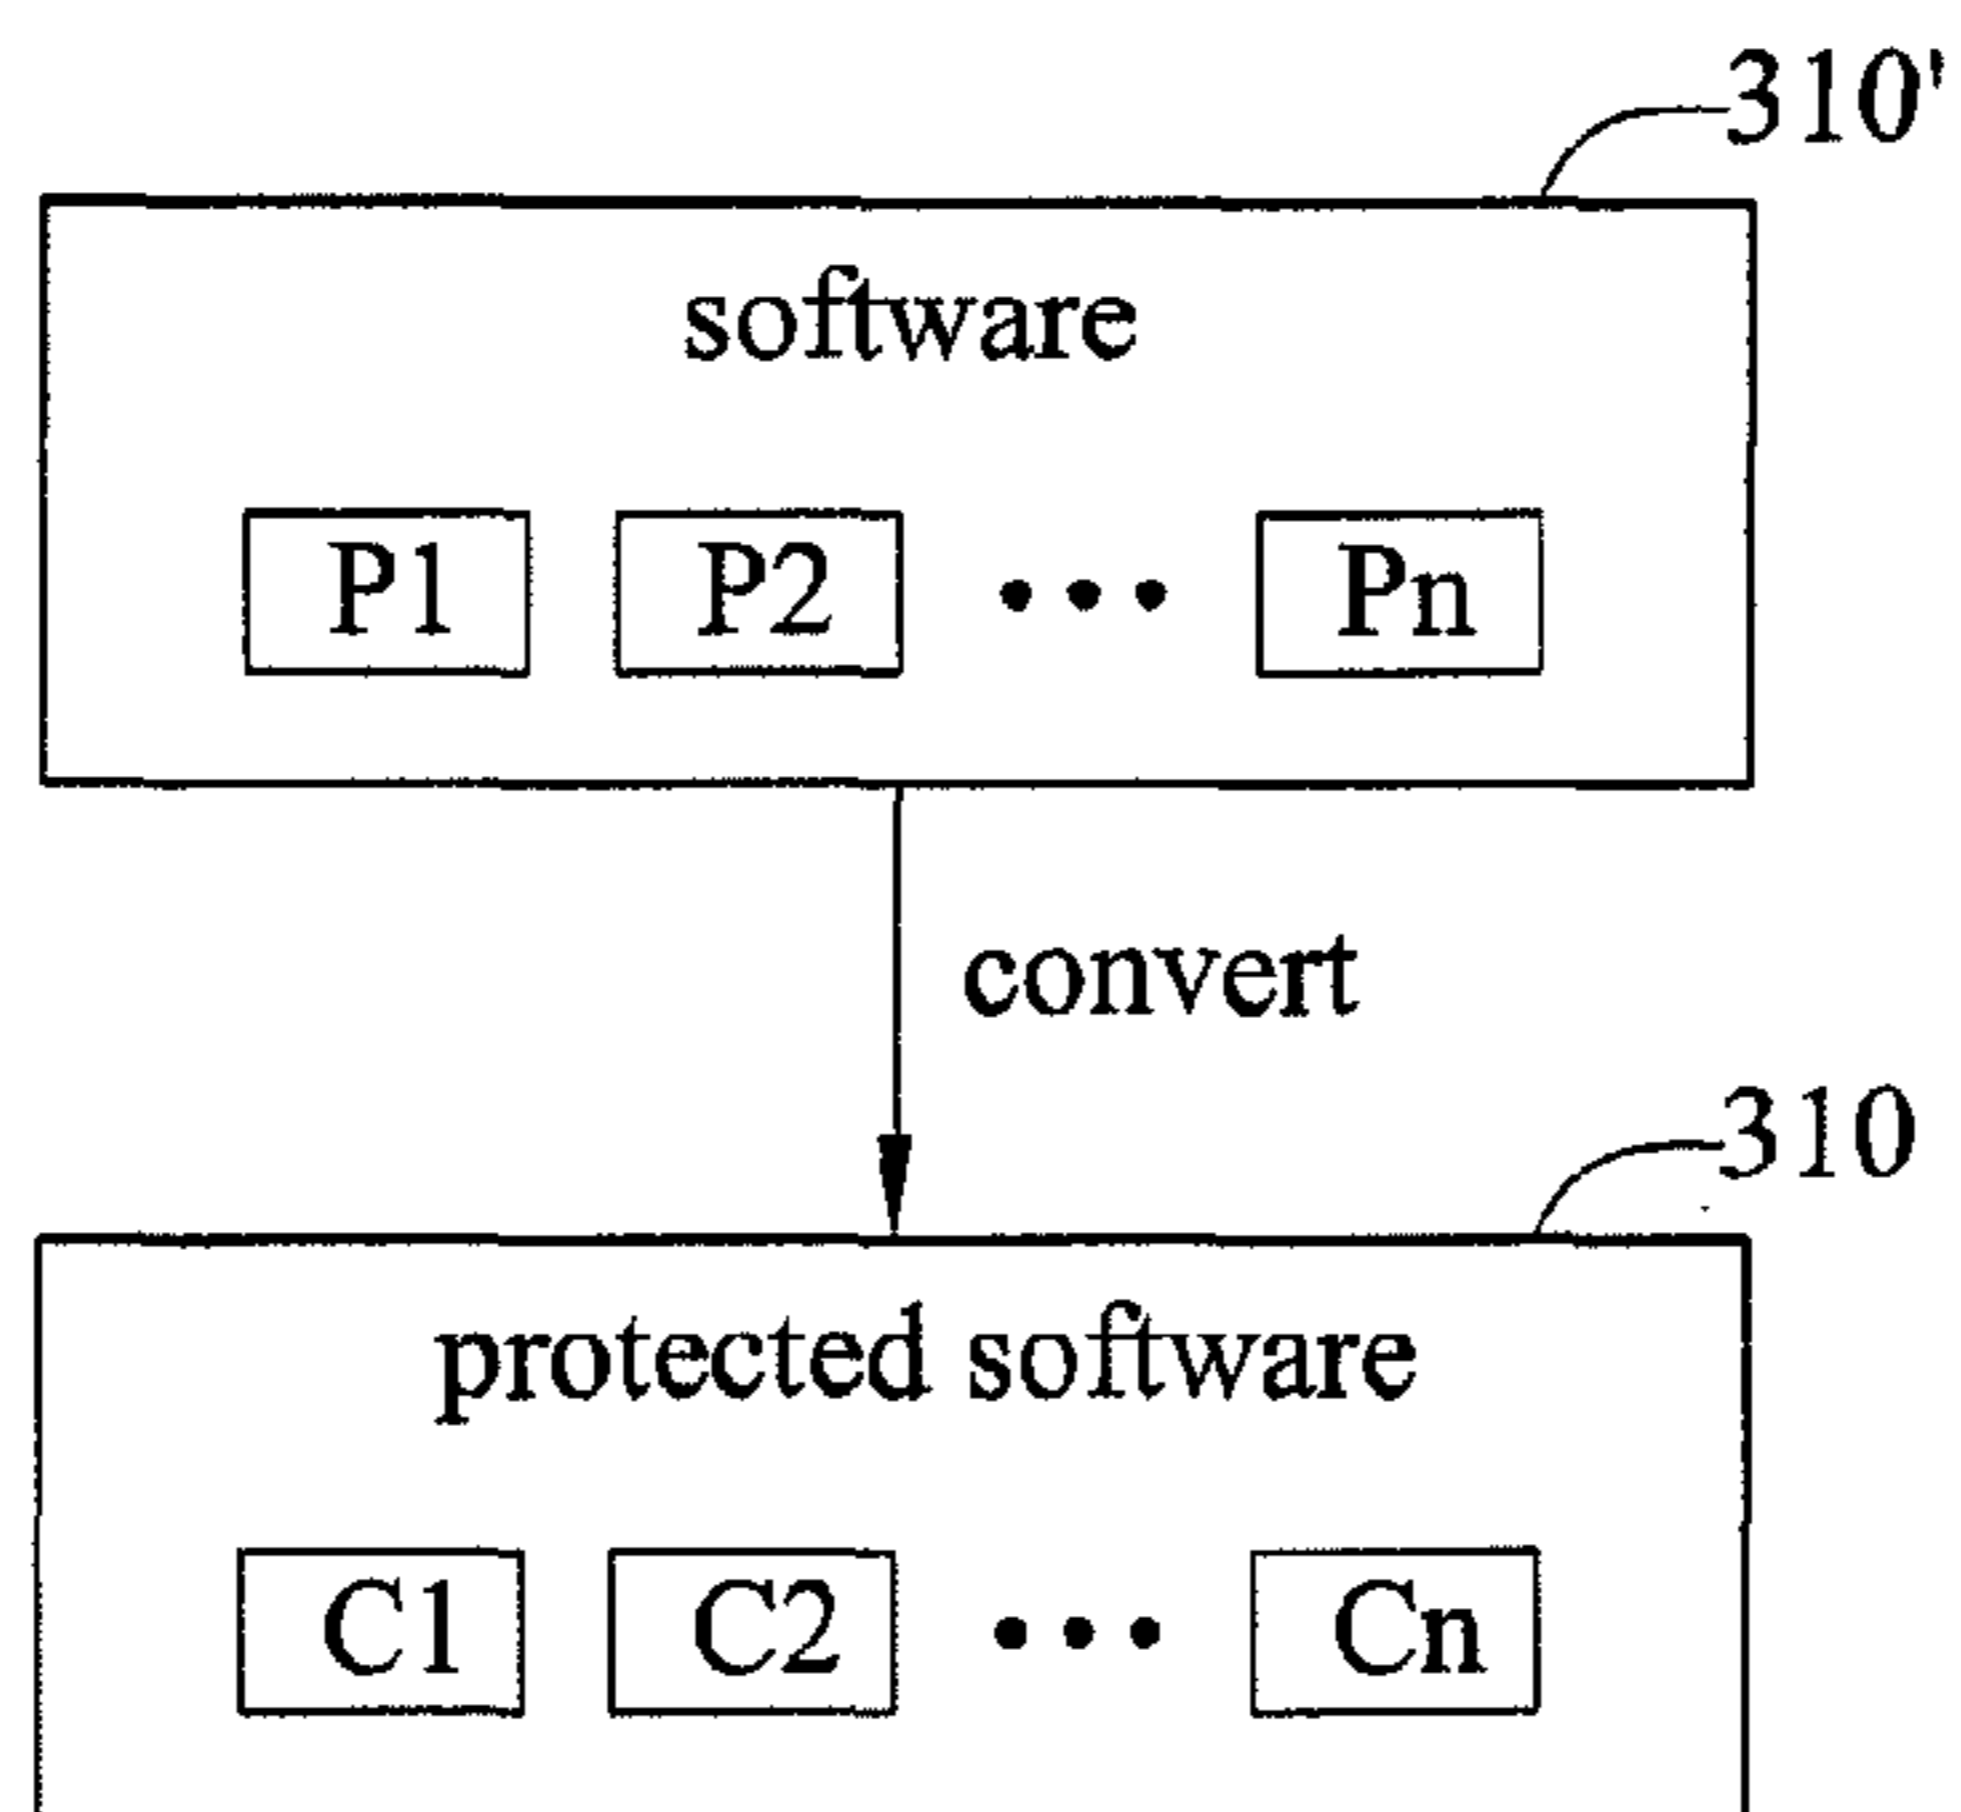 310'
software
P1 P2 ••• Pn
convert
310
protected software
C1 C2 ••• Cn